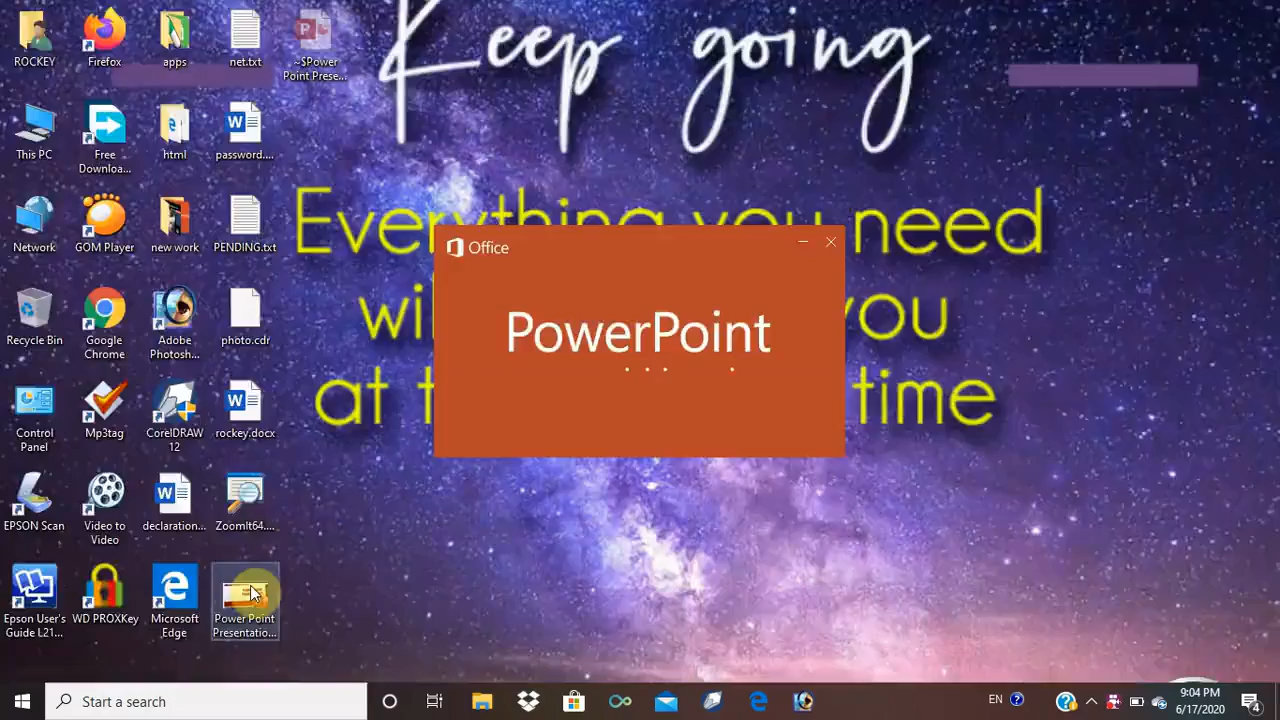 Keep going
Everything you need
wi
you
at t
time
Office
PowerPoint
ROCKEY
Firefox
apps
net.txt
~$Power
Point Prese...
This PC
Free
Downloa...
html
password....
Network
GOM Player
new work
PENDING.txt
Recycle Bin
Google
Chrome
Adobe
Photosh...
photo.cdr
Control
Panel
Mp3tag
CorelDRAW
12
rockey.docx
EPSON Scan
Video to
Video
declaration...
ZoomIt64....
Epson User's
Guide L21...
WD PROXKey
Microsoft
Edge
Power Point
Presentatio...
Start a search
EN
9:04 PM
6/17/2020
4